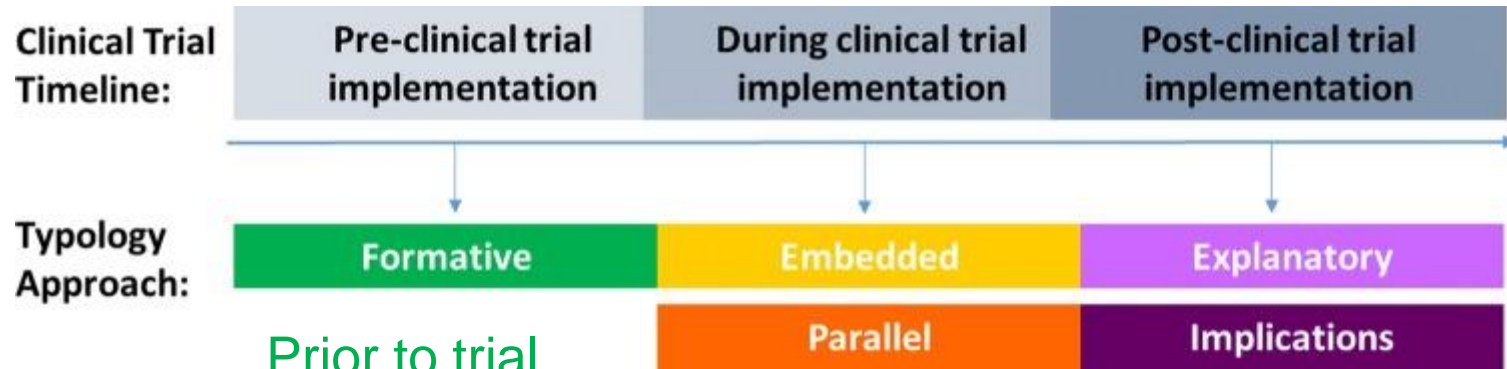 Clinical Trial
Timeline:
Pre-clinical trial
implementation
During clinical trial
implementation
Post-clinical trial
implementation
Typology
Approach:
Formative
Embedded
Explanatory
Prior to trial
Parallel
Implications